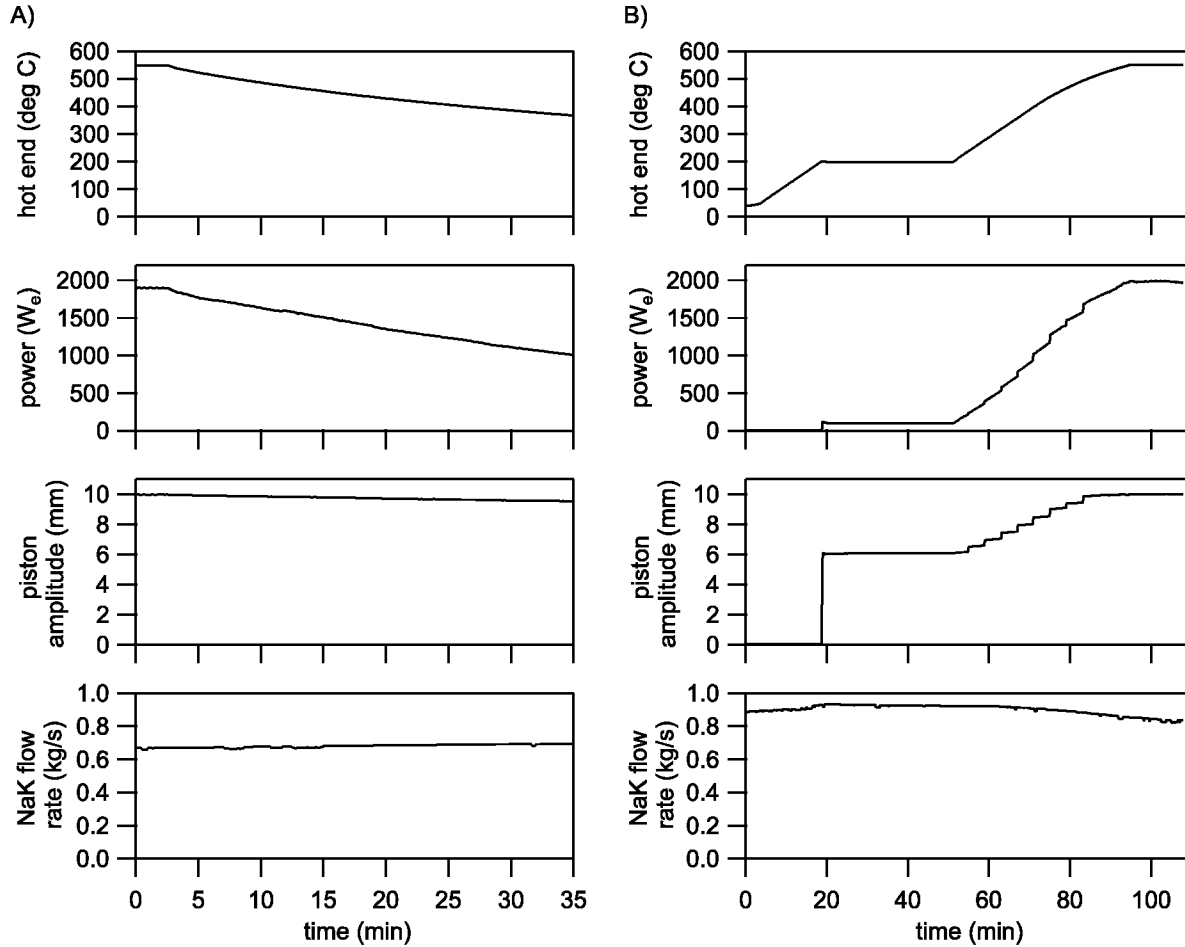 A)
600
500
400
300
200
100
0
hot end (deg C)
2000
1500
1000
500
0
power (Wₑ)
10
8
6
4
2
0
piston
amplitude (mm)
1.0
0.8
0.6
0.4
0.2
0.0
NaK flow
rate (kg/s)
0 5 10 15 20 25 30 35
time (min)
B)
600
500
400
300
200
100
0
hot end (deg C)
2000
1500
1000
500
0
power (Wₑ)
10
8
6
4
2
0
piston
amplitude (mm)
1.0
0.8
0.6
0.4
0.2
0.0
NaK flow
rate (kg/s)
0 20 40 60 80 100
time (min)